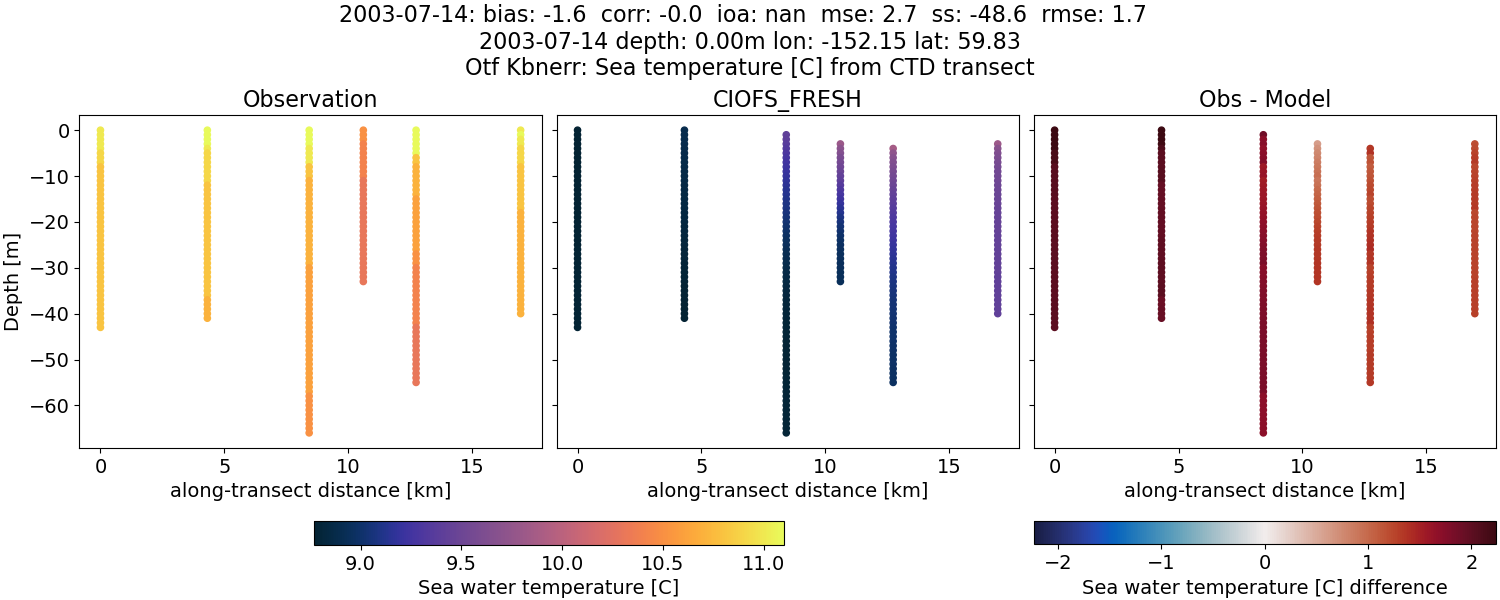 2003-07-14: bias: -1.6  corr: -0.0  ioa: nan  mse: 2.7  ss: -48.6  rmse: 1.7
2003-07-14 depth: 0.00m lon: -152.15 lat: 59.83
Otf Kbnerr: Sea temperature [C] from CTD transect
Observation
CIOFS_FRESH
Obs - Model
Depth [m]
0
−10
−20
−30
−40
−50
−60
0 5 10 15
0 5 10 15
0 5 10 15
along-transect distance [km]
along-transect distance [km]
along-transect distance [km]
9.0 9.5 10.0 10.5 11.0
Sea water temperature [C]
−2 −1 0 1 2
Sea water temperature [C] difference